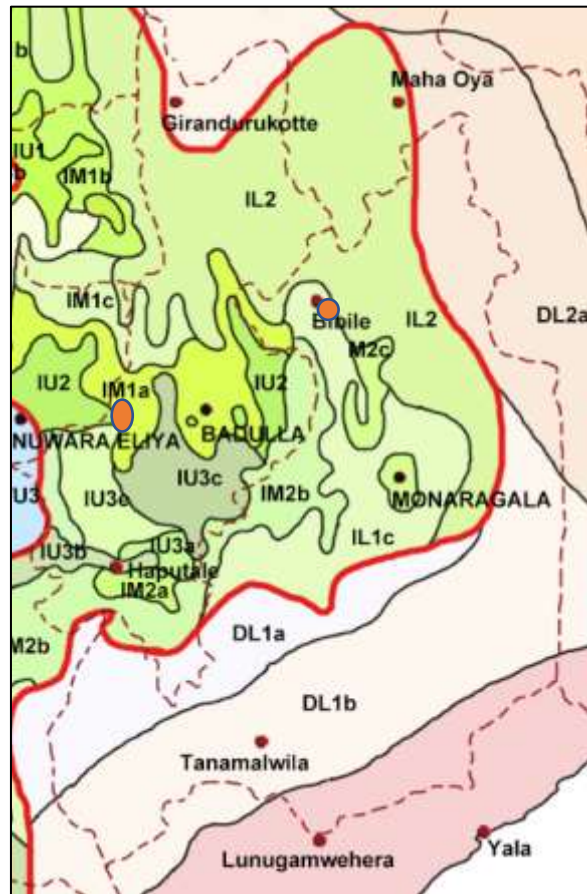 b
Maha Oya
Girandurukotte
IU1
b
IM1b
IL2
IM1c
Bibile
IL2
DL2a
M2c
IU2
IM1a
IU2
NUWARA ELIYA
BADULLA
IU3c
U3
IU3c
IM2b
MONARAGALA
IU3b
IU3a
IL1c
Haputale
IM2a
M2b
DL1a
DL1b
Tanamalwila
Lunugamwehera
Yala